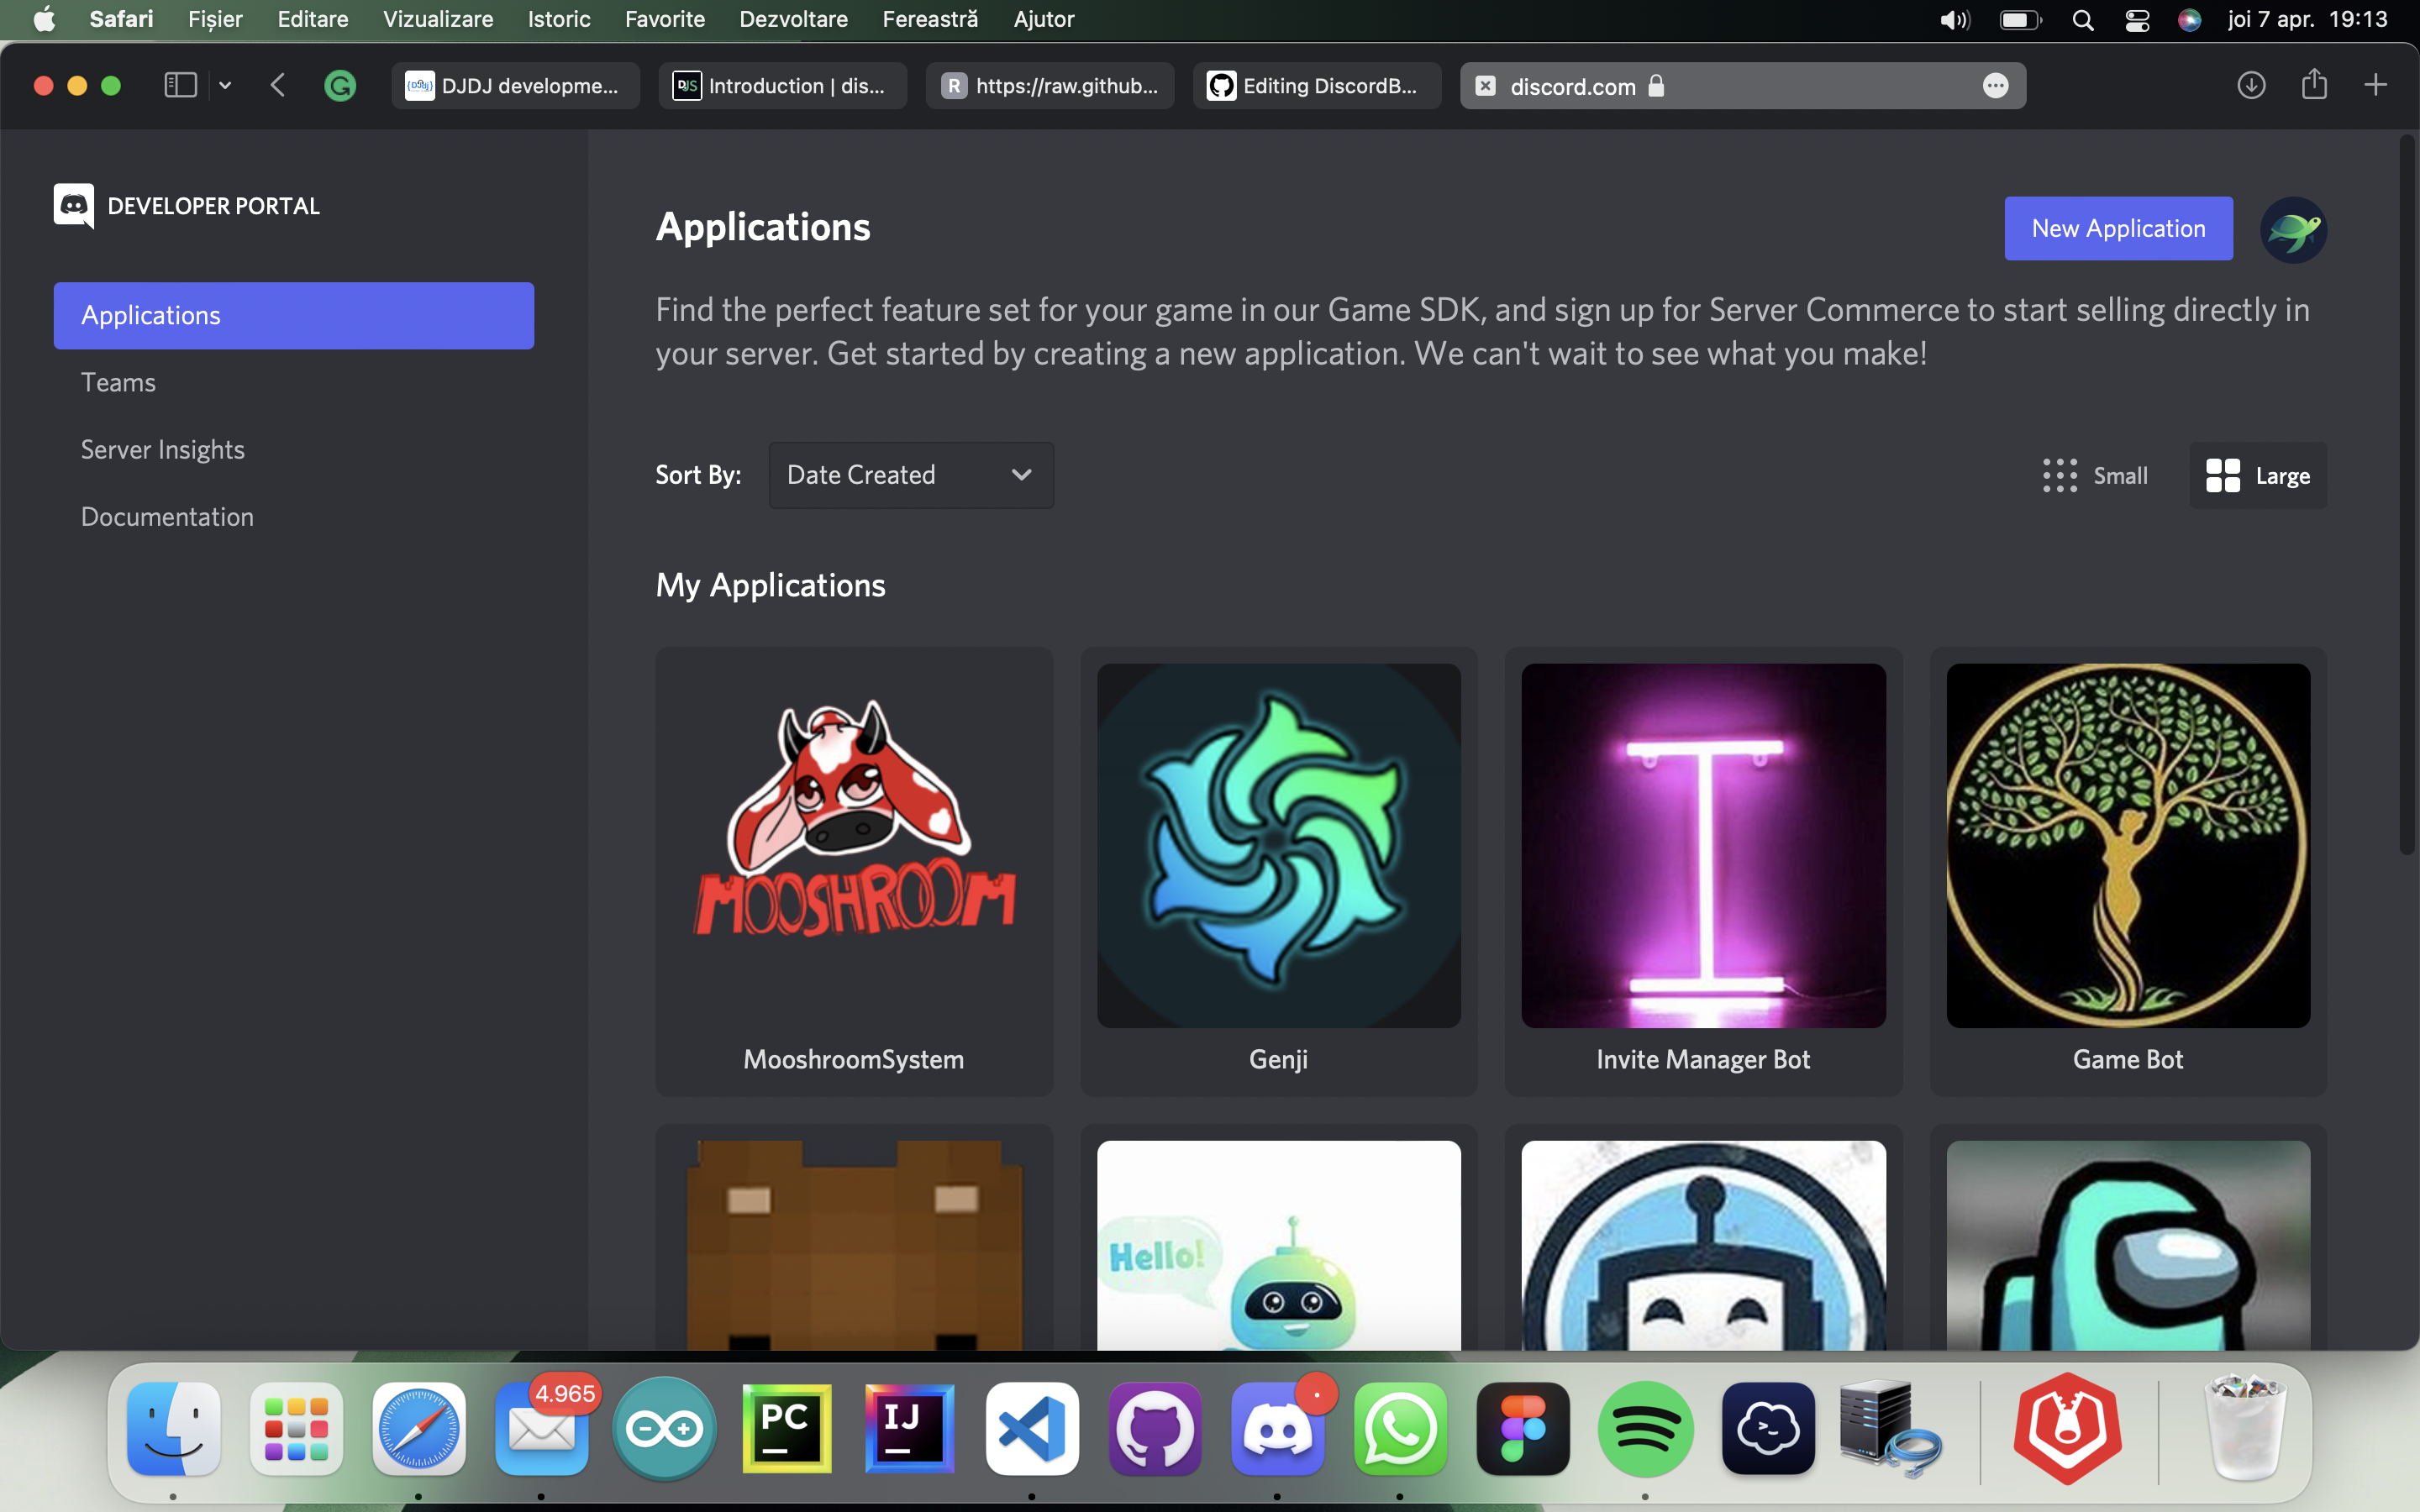 Safari Fișier Editare Vizualizare Istoric Favorite Dezvoltare Fereastră Ajutor joi 7 apr. 19:13
{DSBJ} DJDJ developme... DJS Introduction | dis... R https://raw.github... Editing DiscordB... discord.com
DEVELOPER PORTAL
Applications
Teams
Server Insights
Documentation
Applications
New Application
Find the perfect feature set for your game in our Game SDK, and sign up for Server Commerce to start selling directly in
your server. Get started by creating a new application. We can't wait to see what you make!
Sort By: Date Created
Small Large
My Applications
MOOSHROOM
MooshroomSystem Genji Invite Manager Bot Game Bot
Hello!
4.965
PC IJ